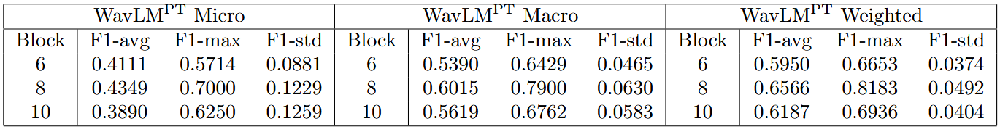 WavLM^PT Micro WavLM^PT Macro WavLM^PT Weighted
Block F1-avg F1-max F1-std Block F1-avg F1-max F1-std Block F1-avg F1-max F1-std
6 0.4111 0.5714 0.0881 6 0.5390 0.6429 0.0465 6 0.5950 0.6653 0.0374
8 0.4349 0.7000 0.1229 8 0.6015 0.7900 0.0630 8 0.6566 0.8183 0.0492
10 0.3890 0.6250 0.1259 10 0.5619 0.6762 0.0583 10 0.6187 0.6936 0.0404